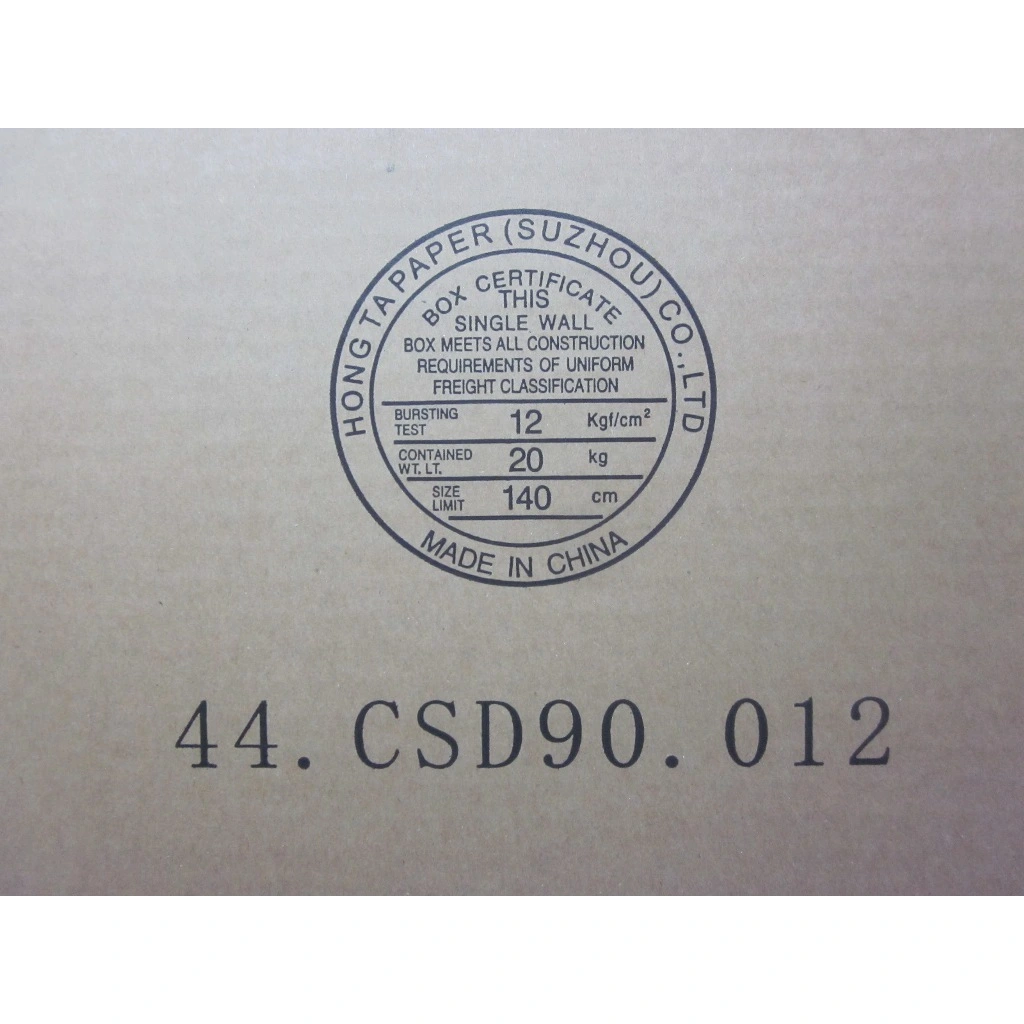 HONG TA PAPER (SUZHOU) CO.,LTD
BOX CERTIFICATE
THIS
SINGLE WALL
BOX MEETS ALL CONSTRUCTION
REQUIREMENTS OF UNIFORM
FREIGHT CLASSIFICATION
BURSTING TEST 12 Kgf/cm²
CONTAINED WT. LT. 20 kg
SIZE LIMIT 140 cm
MADE IN CHINA
44.CSD90.012